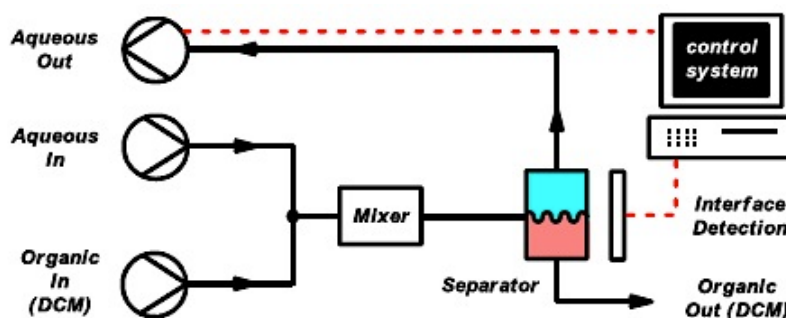 Aqueous
Out
control
system
Aqueous
In
Mixer
Organic
In
(DCM)
Separator
Interface
Detection
Organic
Out (DCM)